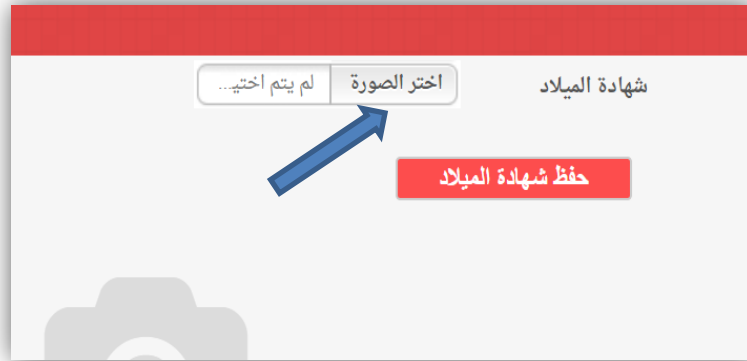 شهادة الميلاد اختر الصورة لم يتم اختيـ...
حفظ شهادة الميلاد